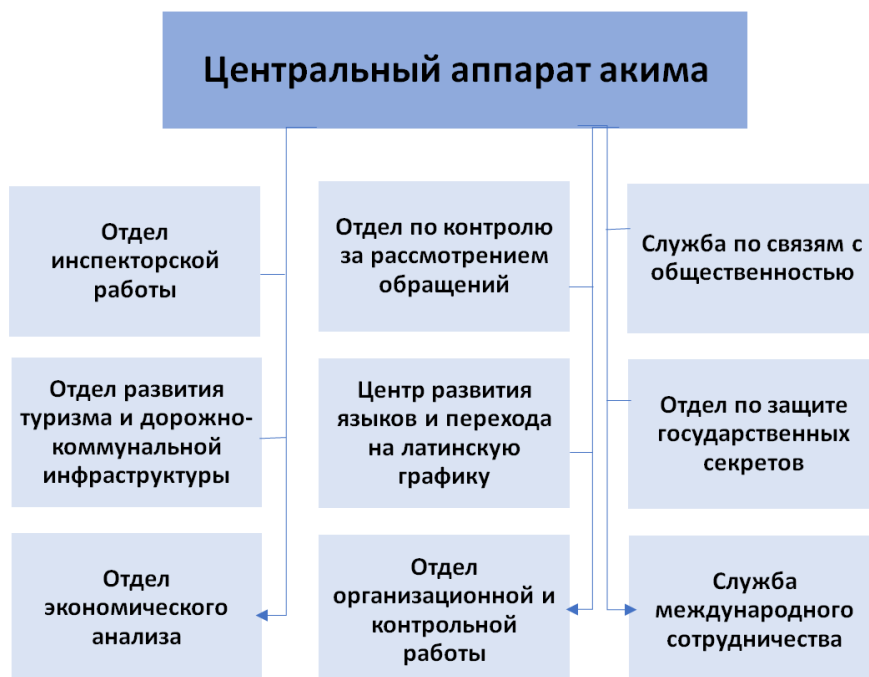 Центральный аппарат акима
Отдел
инспекторской
работы
Отдел по контролю
за рассмотрением
обращений
Служба по связям с
общественностью
Отдел развития
туризма и дорожно-
коммунальной
инфраструктуры
Центр развития
языков и перехода
на латинскую
графику
Отдел по защите
государственных
секретов
Отдел
экономического
анализа
Отдел
организационной и
контрольной
работы
Служба
международного
сотрудничества